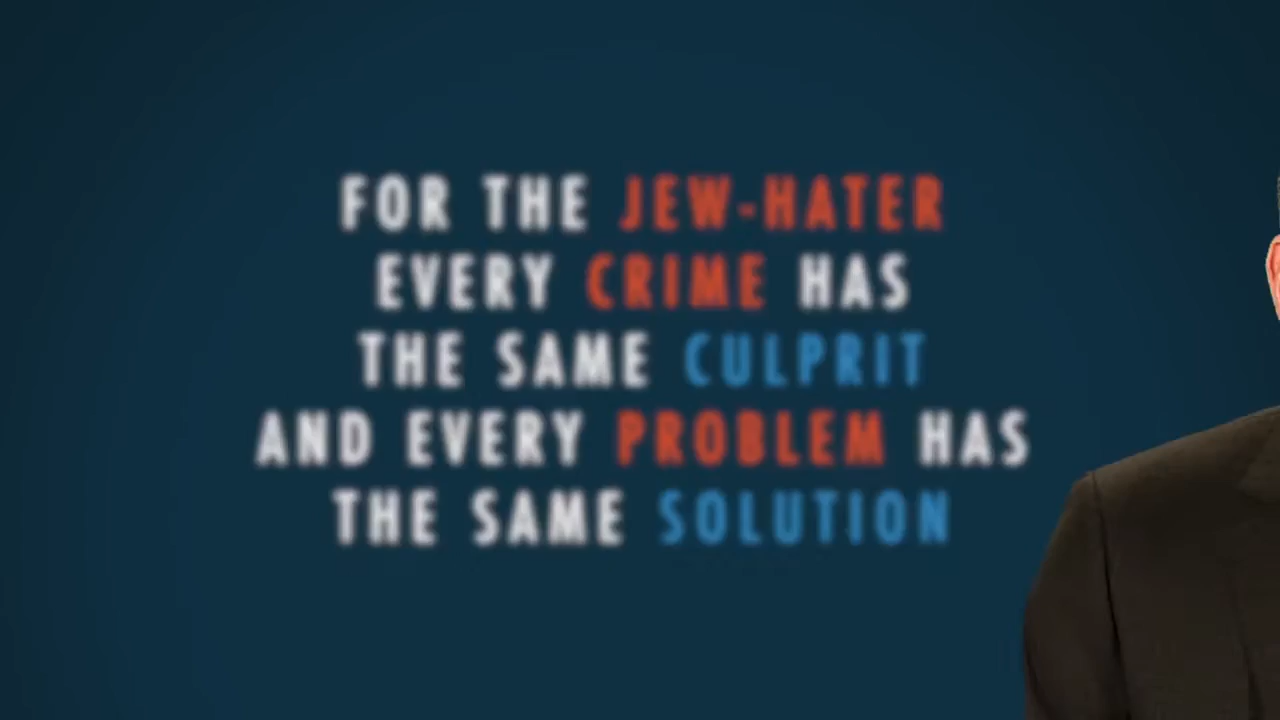 FOR THE JEW-HATER
EVERY CRIME HAS
THE SAME CULPRIT
AND EVERY PROBLEM HAS
THE SAME SOLUTION